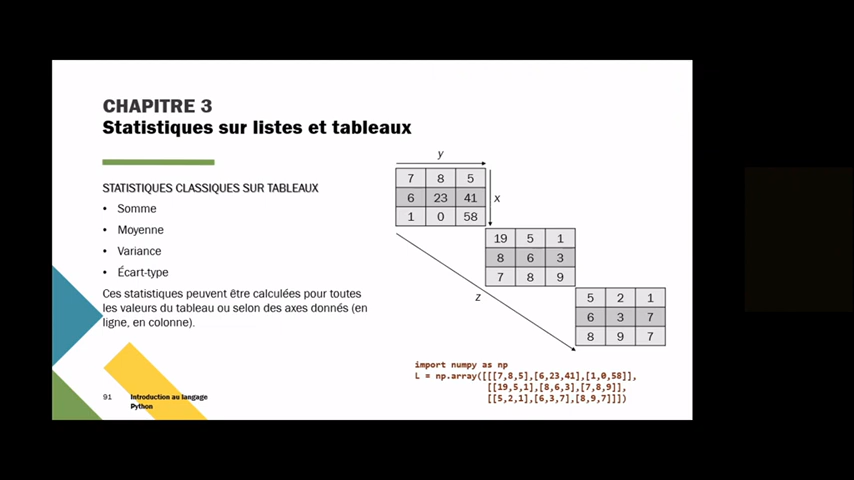 CHAPITRE 3
Statistiques sur listes et tableaux
STATISTIQUES CLASSIQUES SUR TABLEAUX
• Somme
• Moyenne
• Variance
• Écart-type
Ces statistiques peuvent être calculées pour toutes
les valeurs du tableau ou selon des axes donnés (en
ligne, en colonne).
y
7 8 5
6 23 41
1 0 58
x
19 5 1
8 6 3
7 8 9
z
5 2 1
6 3 7
8 9 7
import numpy as np
L = np.array([[[7,8,5],[6,23,41],[1,0,58]],
[[19,5,1],[8,6,3],[7,8,9]],
[[5,2,1],[6,3,7],[8,9,7]]])
91 Introduction au langage
Python